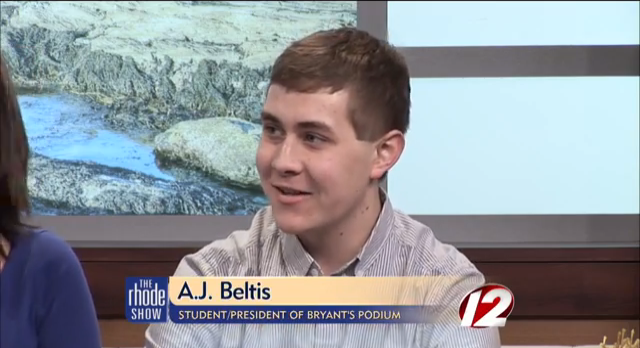 THE
rhode
SHOW
A.J. Beltis
STUDENT/PRESIDENT OF BRYANT'S PODIUM
12